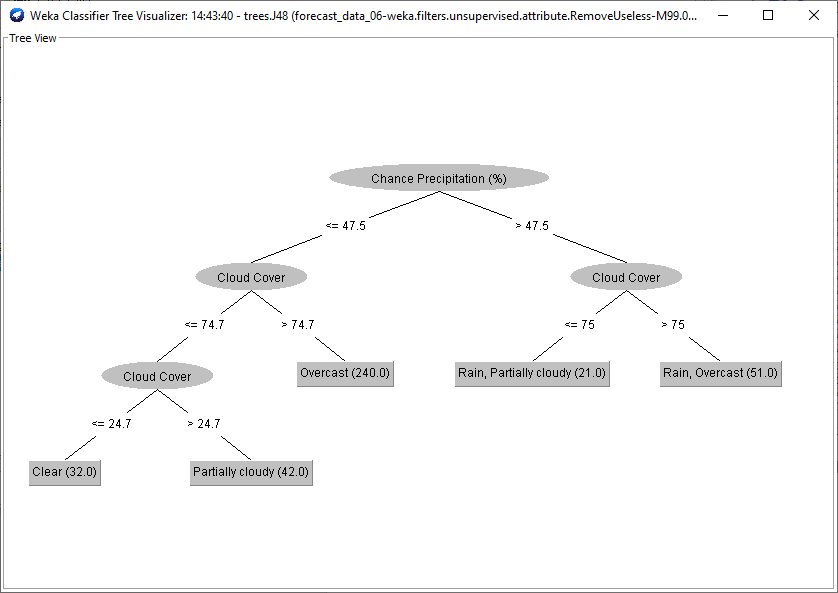 Weka Classifier Tree Visualizer: 14:43:40 - trees.J48 (forecast_data_06-weka.filters.unsupervised.attribute.RemoveUseless-M99.0...
Tree View
Chance Precipitation (%)
<= 47.5
> 47.5
Cloud Cover
Cloud Cover
<= 74.7
> 74.7
<= 75
> 75
Cloud Cover
Overcast (240.0)
Rain, Partially cloudy (21.0)
Rain, Overcast (51.0)
<= 24.7
> 24.7
Clear (32.0)
Partially cloudy (42.0)